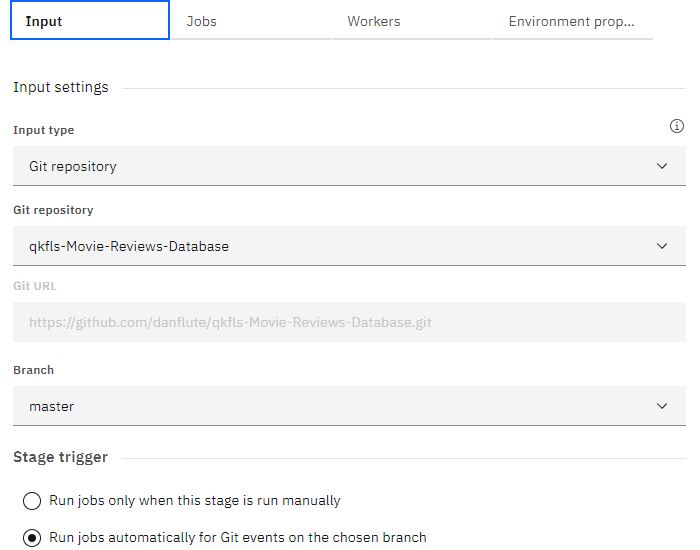 Input
Jobs
Workers
Environment prop...
Input settings
Input type
Git repository
Git repository
qkfls-Movie-Reviews-Database
Git URL
https://github.com/danflute/qkfls-Movie-Reviews-Database.git
Branch
master
Stage trigger
Run jobs only when this stage is run manually
Run jobs automatically for Git events on the chosen branch